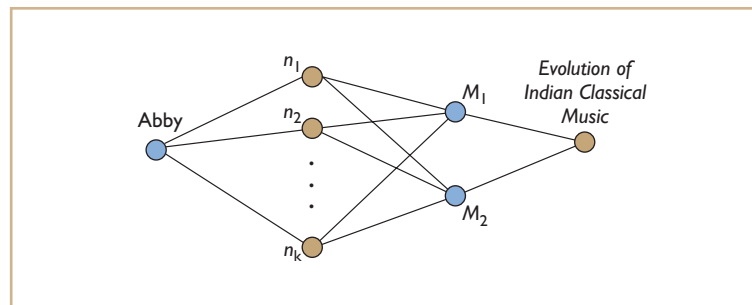 Abby
n1
n2
nk
M1
M2
Evolution of
Indian Classical
Music